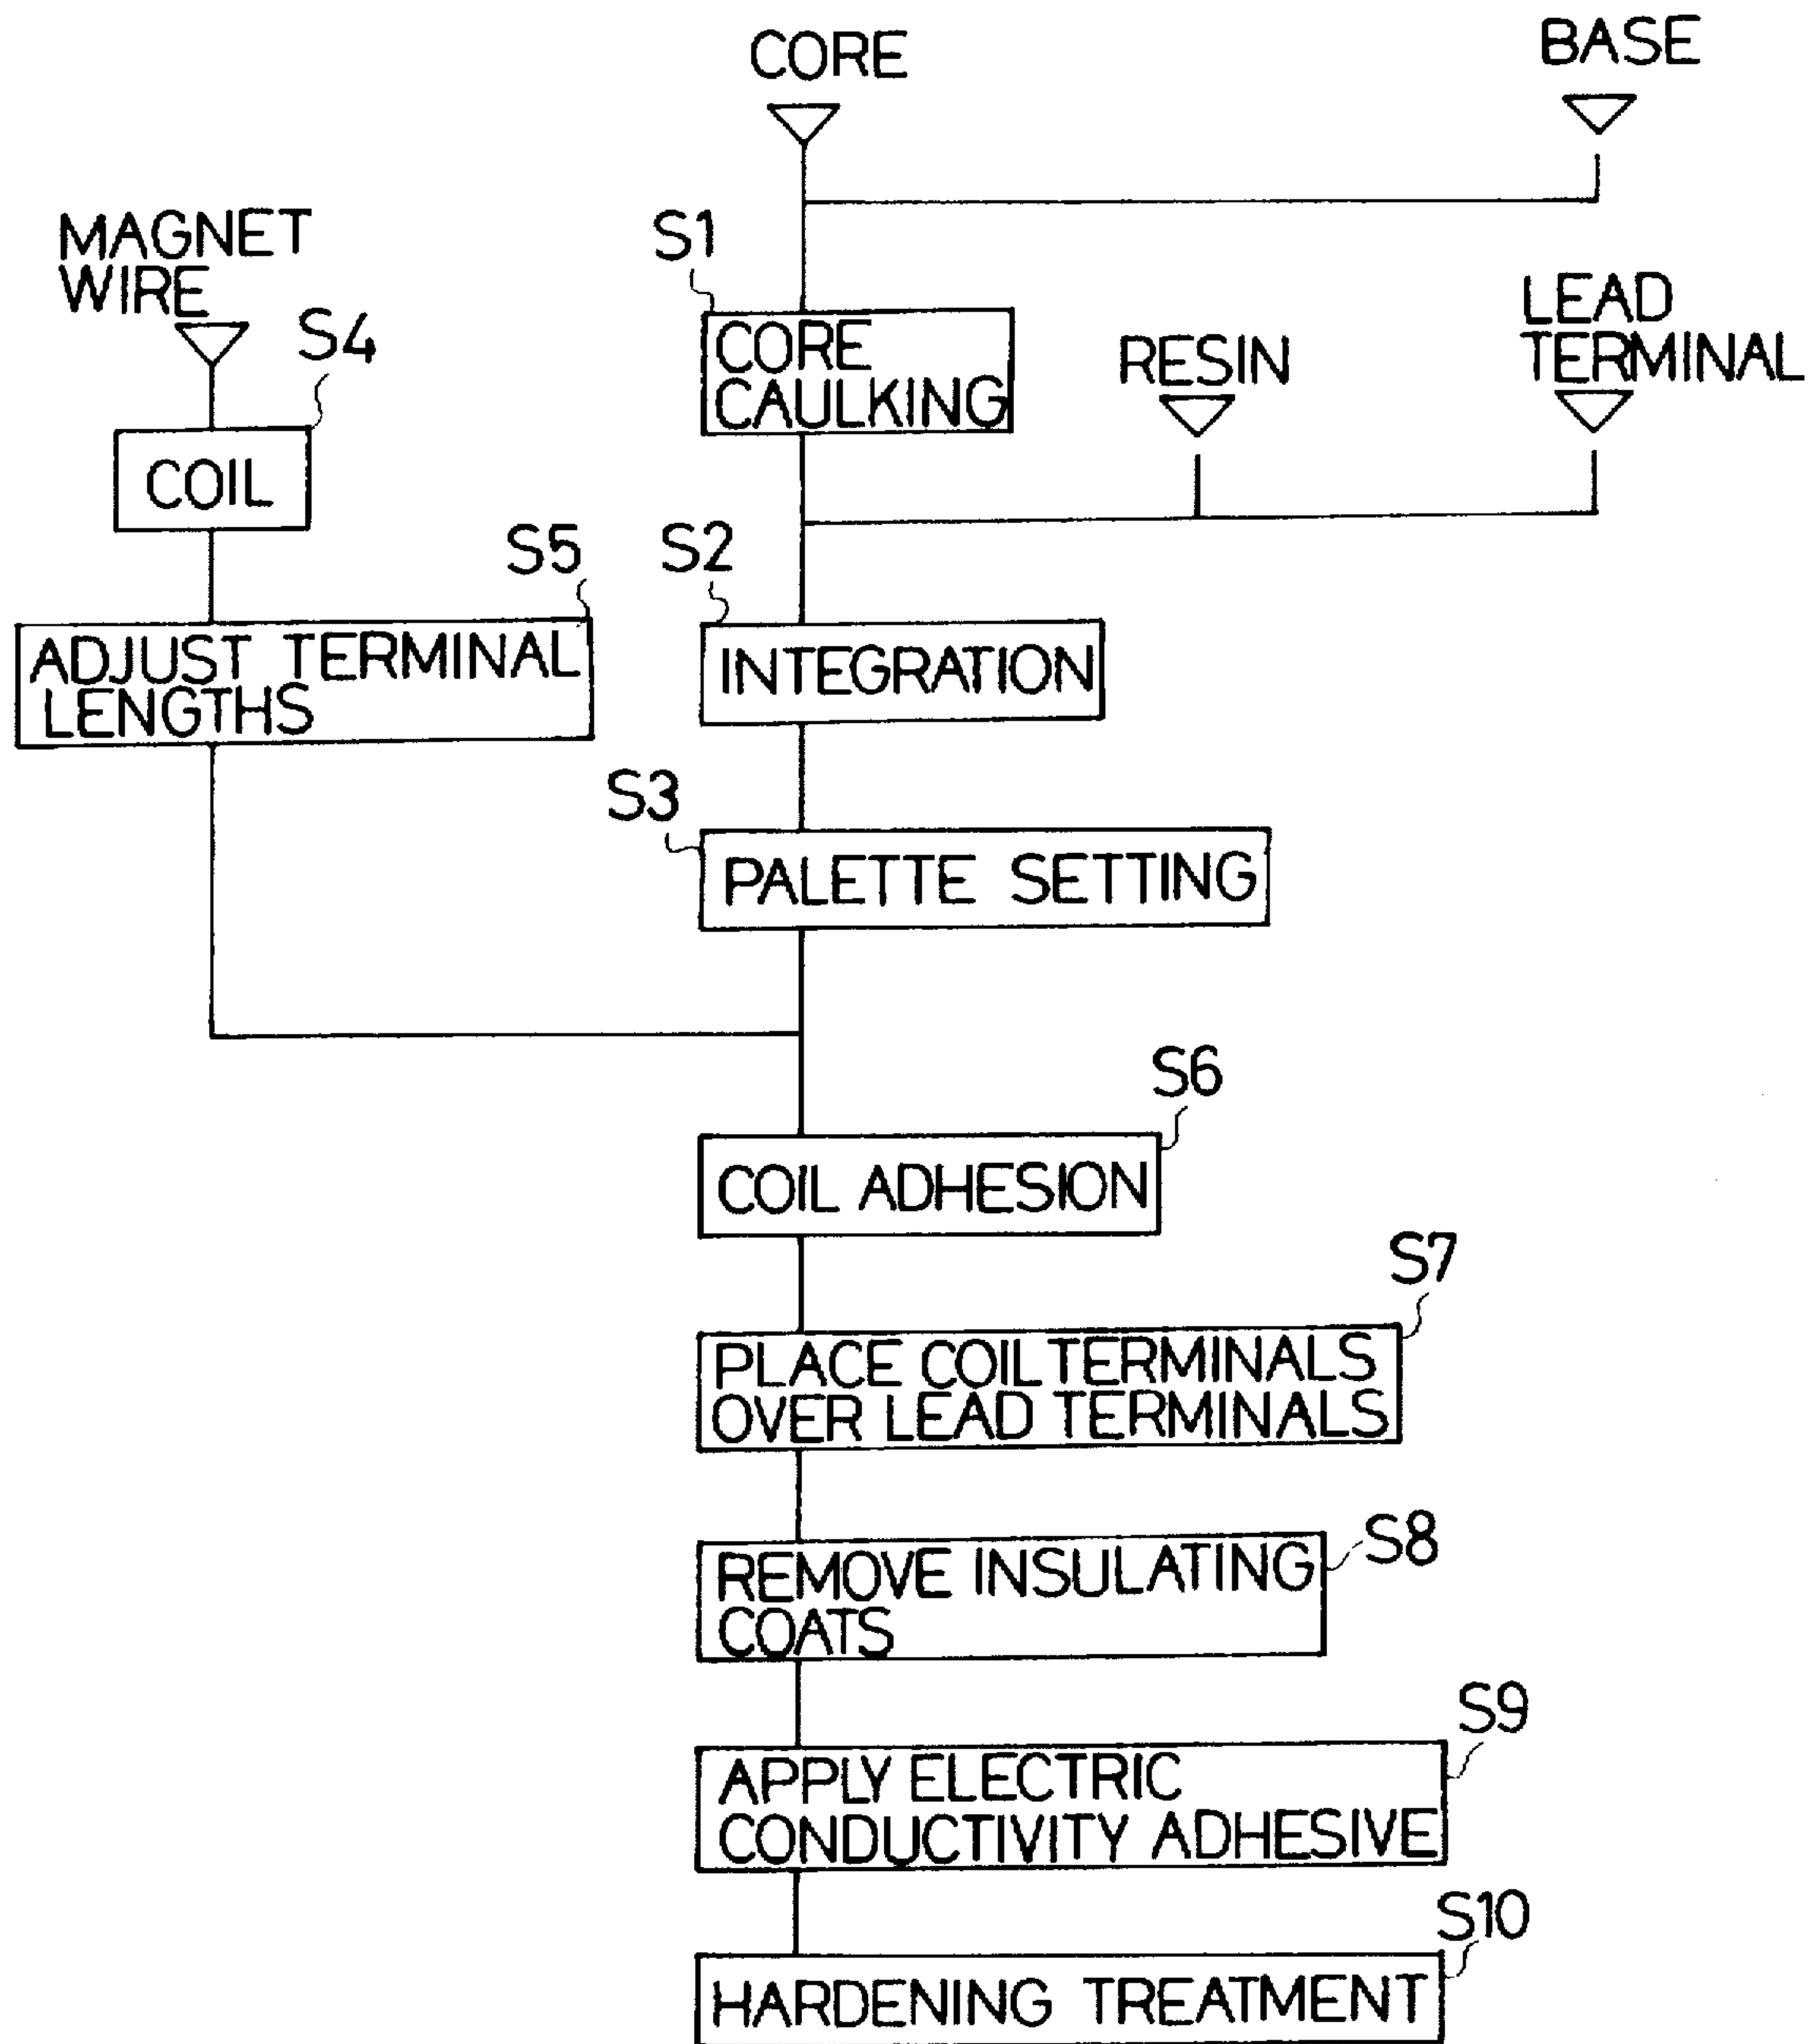 CORE
BASE
MAGNET
WIRE
S1
S4
CORE
CAULKING
RESIN
LEAD
TERMINAL
COIL
S5
S2
ADJUST TERMINAL
LENGTHS
INTEGRATION
S3
PALETTE SETTING
S6
COIL ADHESION
S7
PLACE COIL TERMINALS
OVER LEAD TERMINALS
S8
REMOVE INSULATING
COATS
S9
APPLY ELECTRIC
CONDUCTIVITY ADHESIVE
S10
HARDENING TREATMENT